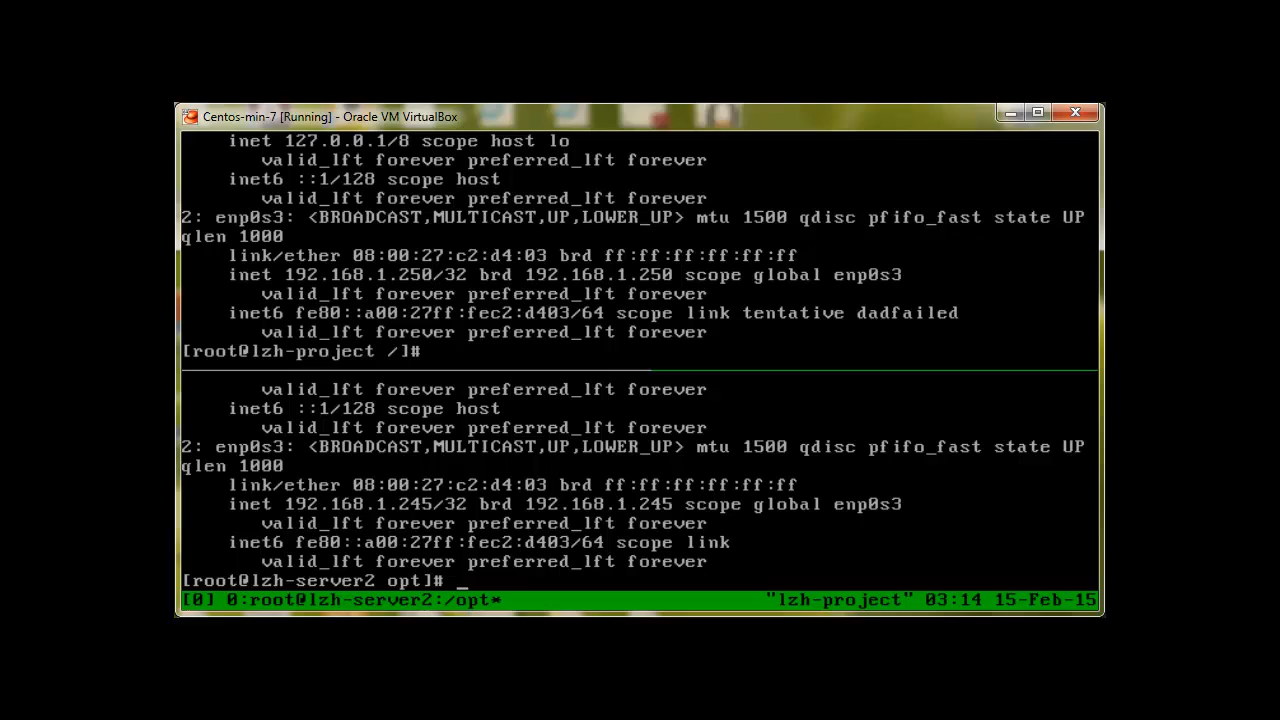 Centos-min-7 [Running] - Oracle VM VirtualBox
inet 127.0.0.1/8 scope host lo
valid_lft forever preferred_lft forever
inet6 ::1/128 scope host
valid_lft forever preferred_lft forever
2: enp0s3: <BROADCAST,MULTICAST,UP,LOWER_UP> mtu 1500 qdisc pfifo_fast state UP
qlen 1000
link/ether 08:00:27:c2:d4:03 brd ff:ff:ff:ff:ff:ff
inet 192.168.1.250/32 brd 192.168.1.250 scope global enp0s3
valid_lft forever preferred_lft forever
inet6 fe80::a00:27ff:fec2:d403/64 scope link tentative dadfailed
valid_lft forever preferred_lft forever
[root@lzh-project /]#
valid_lft forever preferred_lft forever
inet6 ::1/128 scope host
valid_lft forever preferred_lft forever
2: enp0s3: <BROADCAST,MULTICAST,UP,LOWER_UP> mtu 1500 qdisc pfifo_fast state UP
qlen 1000
link/ether 08:00:27:c2:d4:03 brd ff:ff:ff:ff:ff:ff
inet 192.168.1.245/32 brd 192.168.1.245 scope global enp0s3
valid_lft forever preferred_lft forever
inet6 fe80::a00:27ff:fec2:d403/64 scope link
valid_lft forever preferred_lft forever
[root@lzh-server2 opt]# _
[0] 0:root@lzh-server2:/opt* "lzh-project" 03:14 15-Feb-15